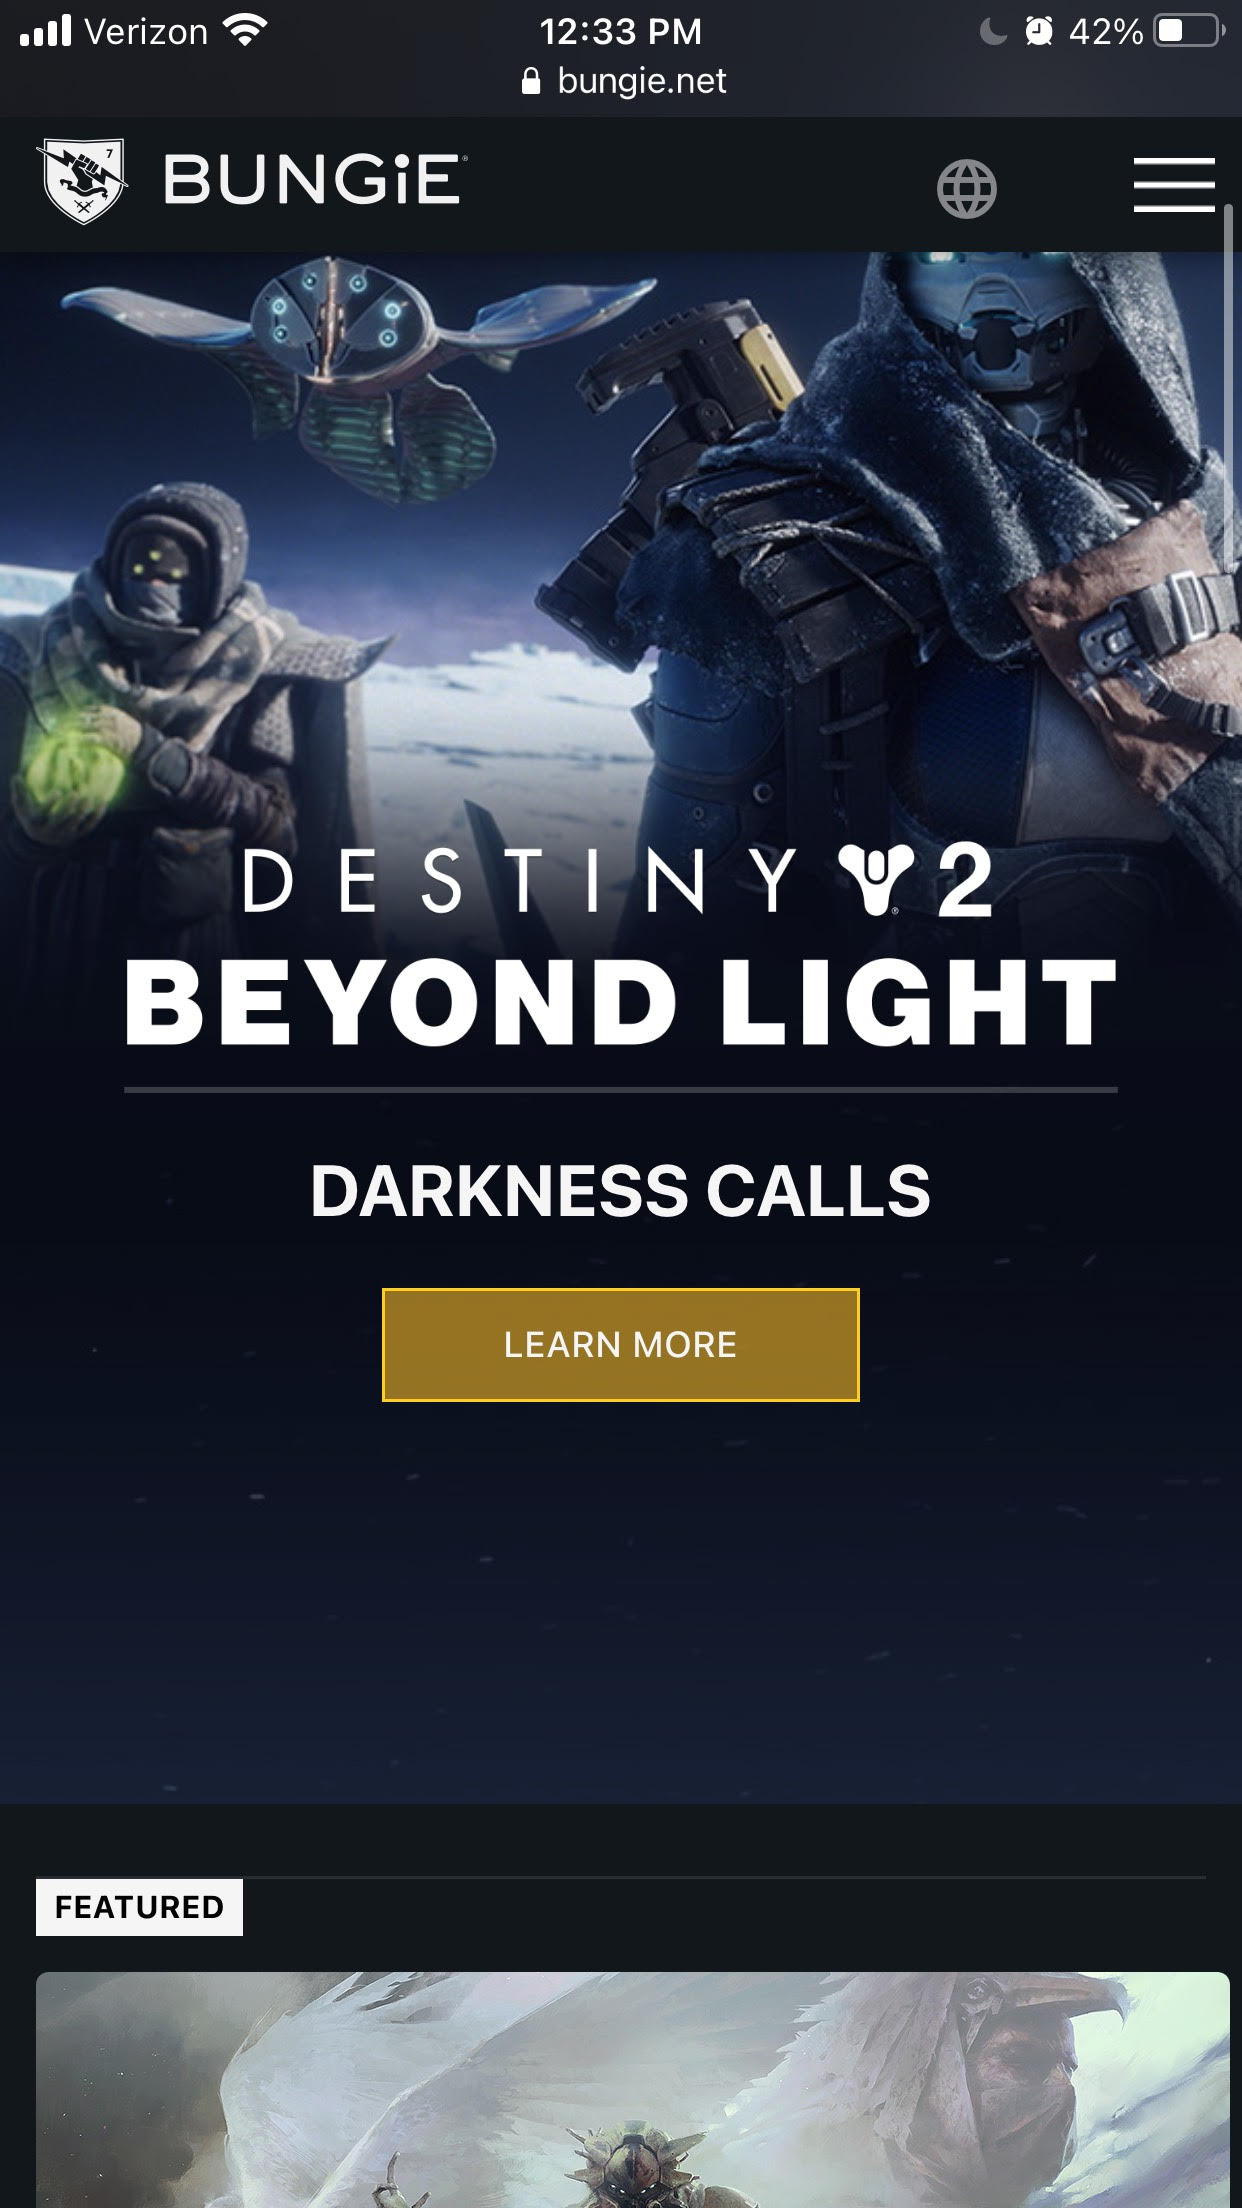 Verizon 12:33 PM 42%
bungie.net
BUNGiE
DESTINY 2
BEYOND LIGHT
DARKNESS CALLS
LEARN MORE
FEATURED